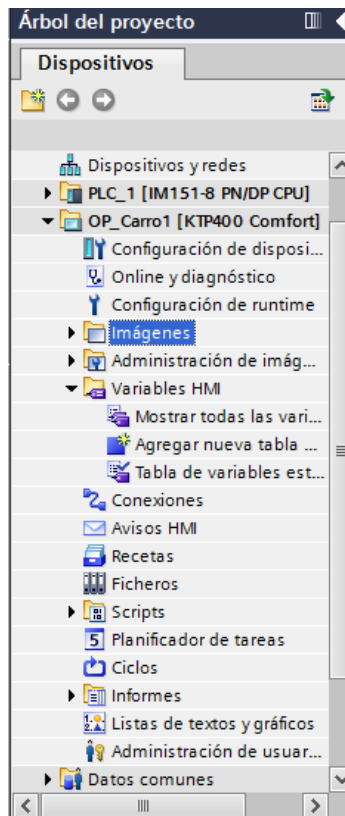 Árbol del proyecto
Dispositivos
Dispositivos y redes
PLC_1 [IM151-8 PN/DP CPU]
OP_Carro1 [KTP400 Comfort]
Configuración de disposi...
Online y diagnóstico
Configuración de runtime
Imágenes
Administración de imág...
Variables HMI
Mostrar todas las vari...
Agregar nueva tabla ...
Tabla de variables est...
Conexiones
Avisos HMI
Recetas
Ficheros
Scripts
Planificador de tareas
Ciclos
Informes
Listas de textos y gráficos
Administración de usuar...
Datos comunes